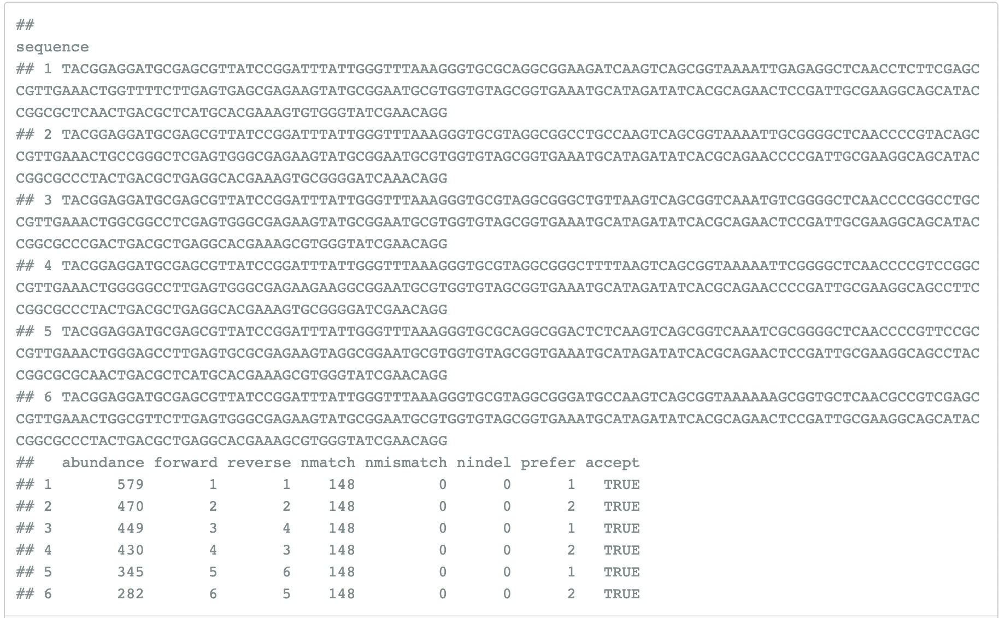 ##
sequence
## 1 TACGGAGGATGCGAGCGTTATCCGGATTTATTGGGTTTAAAGGGTGCGCAGGCGGAAGATCAAGTCAGCGGTAAAATTGAGAGGCTCAACCTCTTCGAGC
CGTTGAAACTGGTTTTCTTGAGTGAGCGAGAAGTATGCGGAATGCGTGGTGTAGCGGTGAAATGCATAGATATCACGCAGAACTCCGATTGCGAAGGCAGCATAC
CGGCGCTCAACTGACGCTCATGCACGAAAGTGTGGGTATCGAACAGG
## 2 TACGGAGGATGCGAGCGTTATCCGGATTTATTGGGTTTAAAGGGTGCGTAGGCGGCCTGCCAAGTCAGCGGTAAAATTGCGGGGCTCAACCCCGTACAGC
CGTTGAAACTGCCGGGCTCGAGTGGGCGAGAAGTATGCGGAATGCGTGGTGTAGCGGTGAAATGCATAGATATCACGCAGAACCCCGATTGCGAAGGCAGCATAC
CGGCGCCCTACTGACGCTGAGGCACGAAAGTGCGGGGATCAAACAGG
## 3 TACGGAGGATGCGAGCGTTATCCGGATTTATTGGGTTTAAAGGGTGCGTAGGCGGGCTGTTAAGTCAGCGGTCAAATGTCGGGGCTCAACCCCGGCCTGC
CGTTGAAACTGGCGGCCTCGAGTGGGCGAGAAGTATGCGGAATGCGTGGTGTAGCGGTGAAATGCATAGATATCACGCAGAACTCCGATTGCGAAGGCAGCATAC
CGGCGCCCGACTGACGCTGAGGCACGAAAGCGTGGGTATCGAACAGG
## 4 TACGGAGGATGCGAGCGTTATCCGGATTTATTGGGTTTAAAGGGTGCGTAGGCGGGCTTTTAAGTCAGCGGTAAAAATTCGGGGCTCAACCCCGTCCGGC
CGTTGAAACTGGGGGCCTTGAGTGGGCGAGAAGAAGGCGGAATGCGTGGTGTAGCGGTGAAATGCATAGATATCACGCAGAACCCCGATTGCGAAGGCAGCCTTC
CGGCGCCCTACTGACGCTGAGGCACGAAAGTGCGGGGATCGAACAGG
## 5 TACGGAGGATGCGAGCGTTATCCGGATTTATTGGGTTTAAAGGGTGCGCAGGCGGACTCTCAAGTCAGCGGTCAAATCGCGGGGCTCAACCCCGTTCCGC
CGTTGAAACTGGGAGCCTTGAGTGCGCGAGAAGTAGGCGGAATGCGTGGTGTAGCGGTGAAATGCATAGATATCACGCAGAACTCCGATTGCGAAGGCAGCCTAC
CGGCGCGCAACTGACGCTCATGCACGAAAGCGTGGGTATCGAACAGG
## 6 TACGGAGGATGCGAGCGTTATCCGGATTTATTGGGTTTAAAGGGTGCGTAGGCGGGATGCCAAGTCAGCGGTAAAAAAGCGGTGCTCAACGCCGTCGAGC
CGTTGAAACTGGCGTTCTTGAGTGGGCGAGAAGTATGCGGAATGCGTGGTGTAGCGGTGAAATGCATAGATATCACGCAGAACTCCGATTGCGAAGGCAGCATAC
CGGCGCCCTACTGACGCTGAGGCACGAAAGCGTGGGTATCGAACAGG
##   abundance forward reverse nmatch nmismatch nindel prefer accept
## 1       579       1       1    148         0      0      1   TRUE
## 2       470       2       2    148         0      0      2   TRUE
## 3       449       3       4    148         0      0      1   TRUE
## 4       430       4       3    148         0      0      2   TRUE
## 5       345       5       6    148         0      0      1   TRUE
## 6       282       6       5    148         0      0      2   TRUE